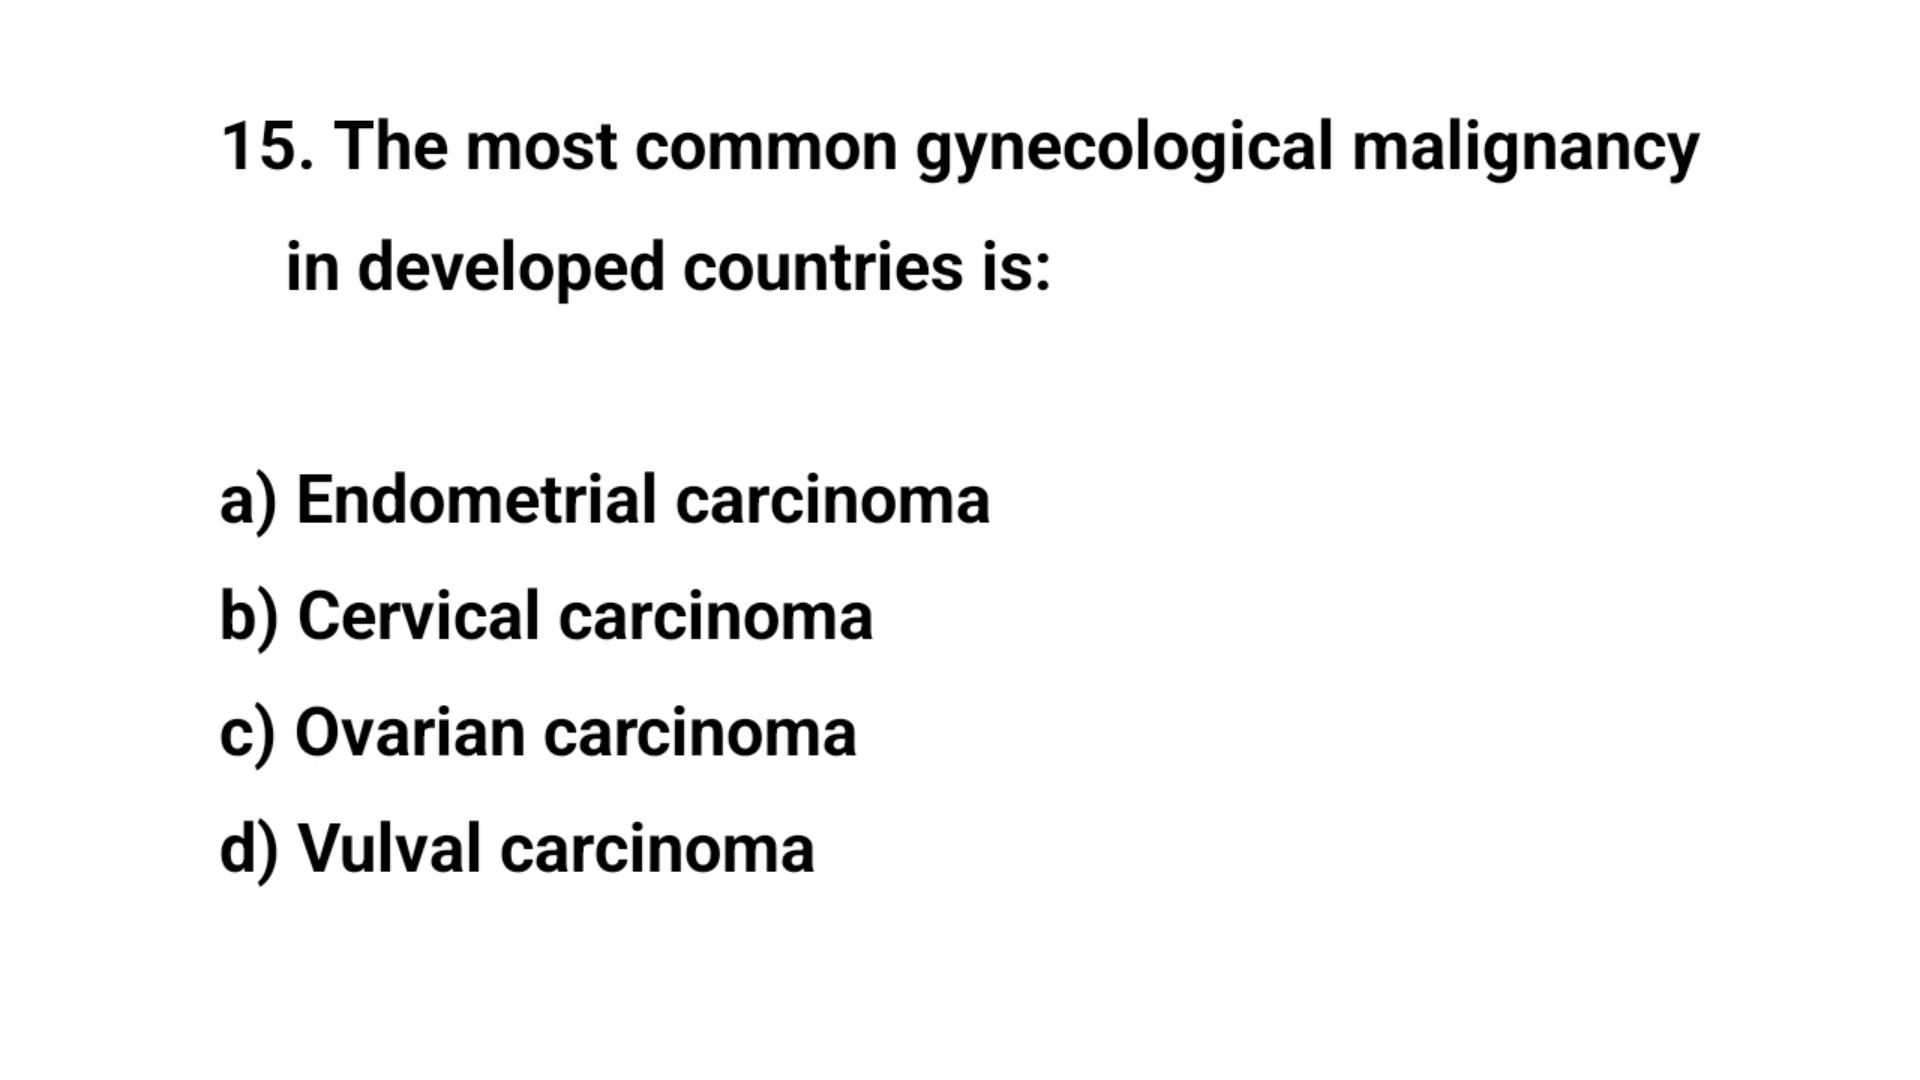 15. The most common gynecological malignancy
in developed countries is:
a) Endometrial carcinoma
b) Cervical carcinoma
c) Ovarian carcinoma
d) Vulval carcinoma